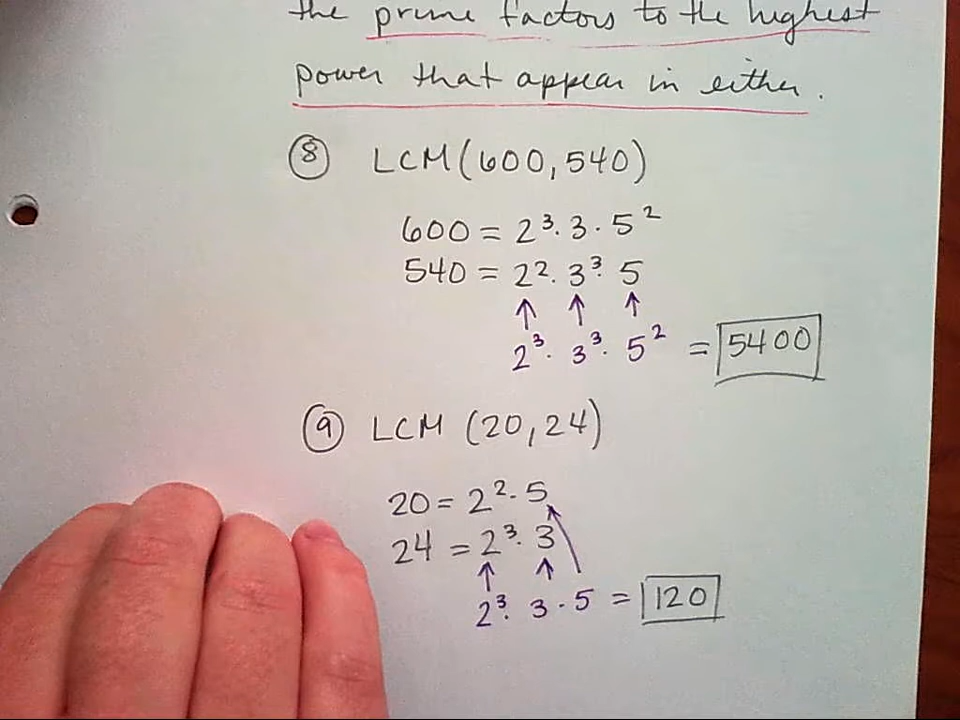 the prime factors to the highest
power that appear in either.
⑧ LCM(600,540)
600 = 2³·3·5²
540 = 2²·3³·5
↑ ↑ ↑
2³·3³·5² = 5400
⑨ LCM (20,24)
20 = 2²·5
24 = 2³·3
↑ ↑ ↑
2³·3·5 = 120